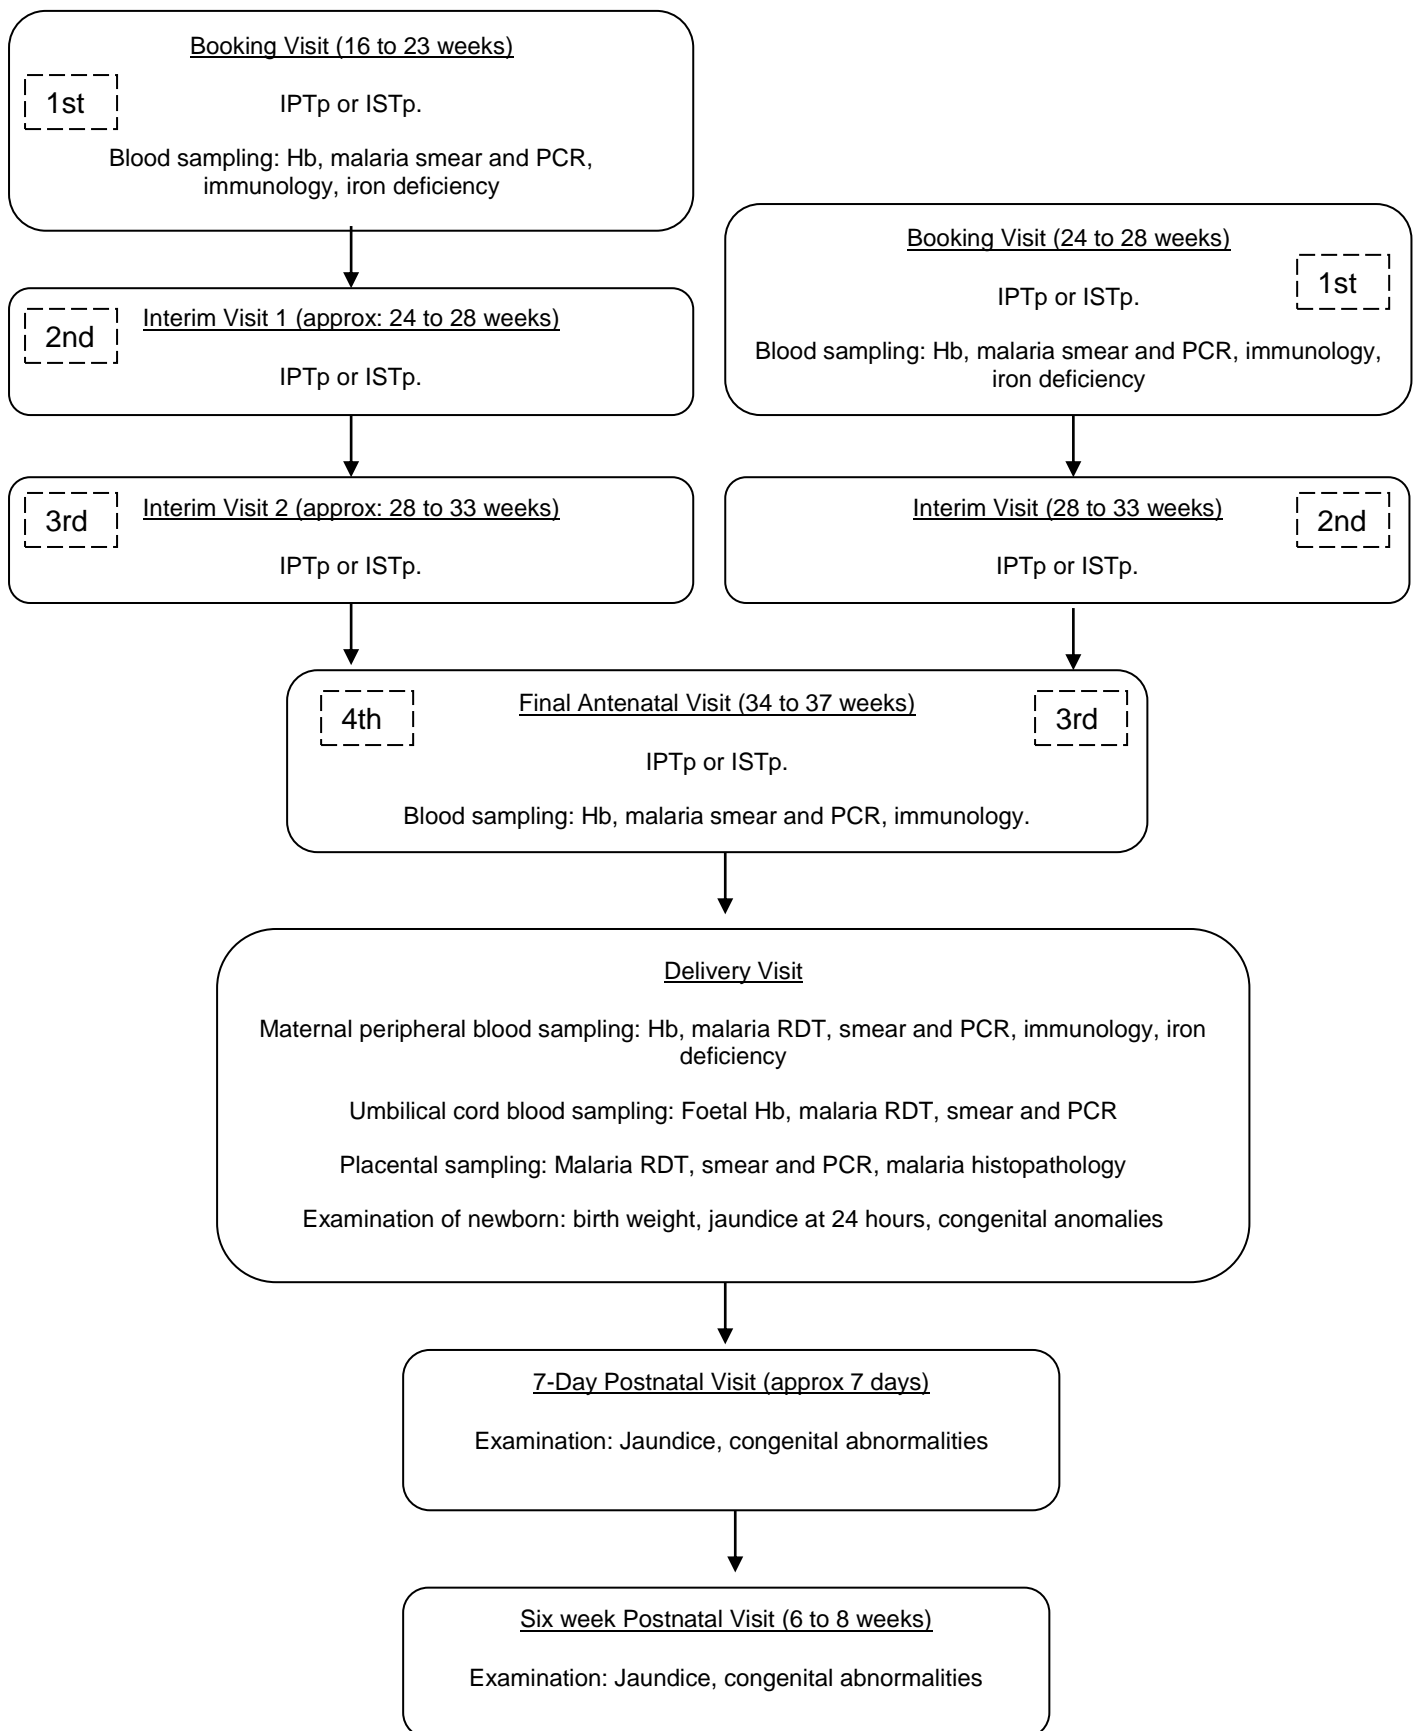 Booking Visit (16 to 23 weeks)
1st
IPTp or ISTp.
Blood sampling: Hb, malaria smear and PCR,
immunology, iron deficiency
Booking Visit (24 to 28 weeks)
1st
IPTp or ISTp.
Blood sampling: Hb, malaria smear and PCR, immunology,
iron deficiency
Interim Visit 1 (approx: 24 to 28 weeks)
2nd
IPTp or ISTp.
Interim Visit 2 (approx: 28 to 33 weeks)
3rd
IPTp or ISTp.
Interim Visit (28 to 33 weeks)
2nd
IPTp or ISTp.
Final Antenatal Visit (34 to 37 weeks)
4th
3rd
IPTp or ISTp.
Blood sampling: Hb, malaria smear and PCR, immunology.
Delivery Visit
Maternal peripheral blood sampling: Hb, malaria RDT, smear and PCR, immunology, iron
deficiency
Umbilical cord blood sampling: Foetal Hb, malaria RDT, smear and PCR
Placental sampling: Malaria RDT, smear and PCR, malaria histopathology
Examination of newborn: birth weight, jaundice at 24 hours, congenital anomalies
7-Day Postnatal Visit (approx 7 days)
Examination: Jaundice, congenital abnormalities
Six week Postnatal Visit (6 to 8 weeks)
Examination: Jaundice, congenital abnormalities